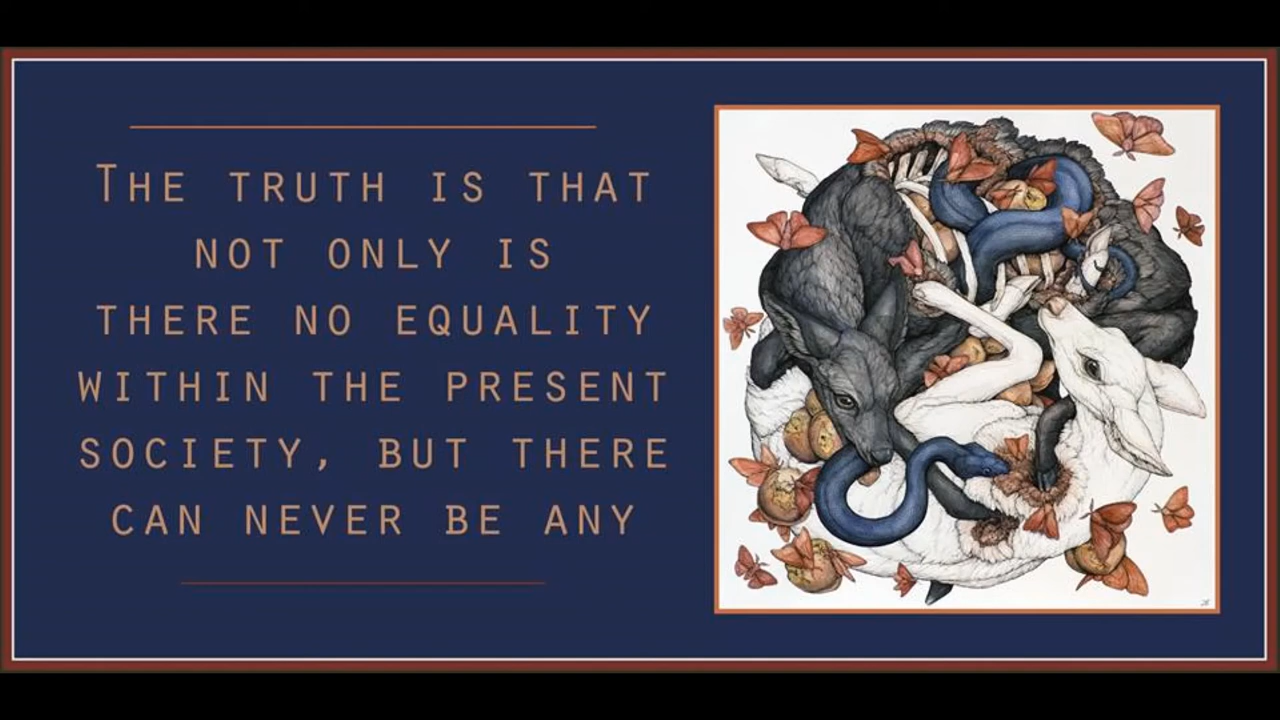 The truth is that
not only is
there no equality
within the present
society, but there
can never be any